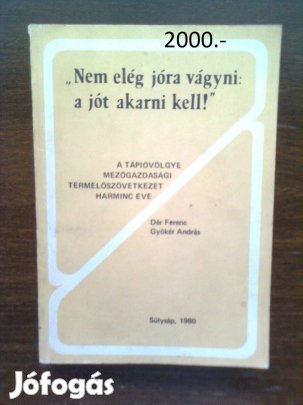 2000.-
„Nem elég jóra vágyni:
a jót akarni kell!”
A TÁPIÓVÖLGYE
MEZŐGAZDASÁGI
TERMELŐSZÖVETKEZET
HARMINC ÉVE
Dér Ferenc
Gyökér András
Sülysáp, 1980
Jófogás